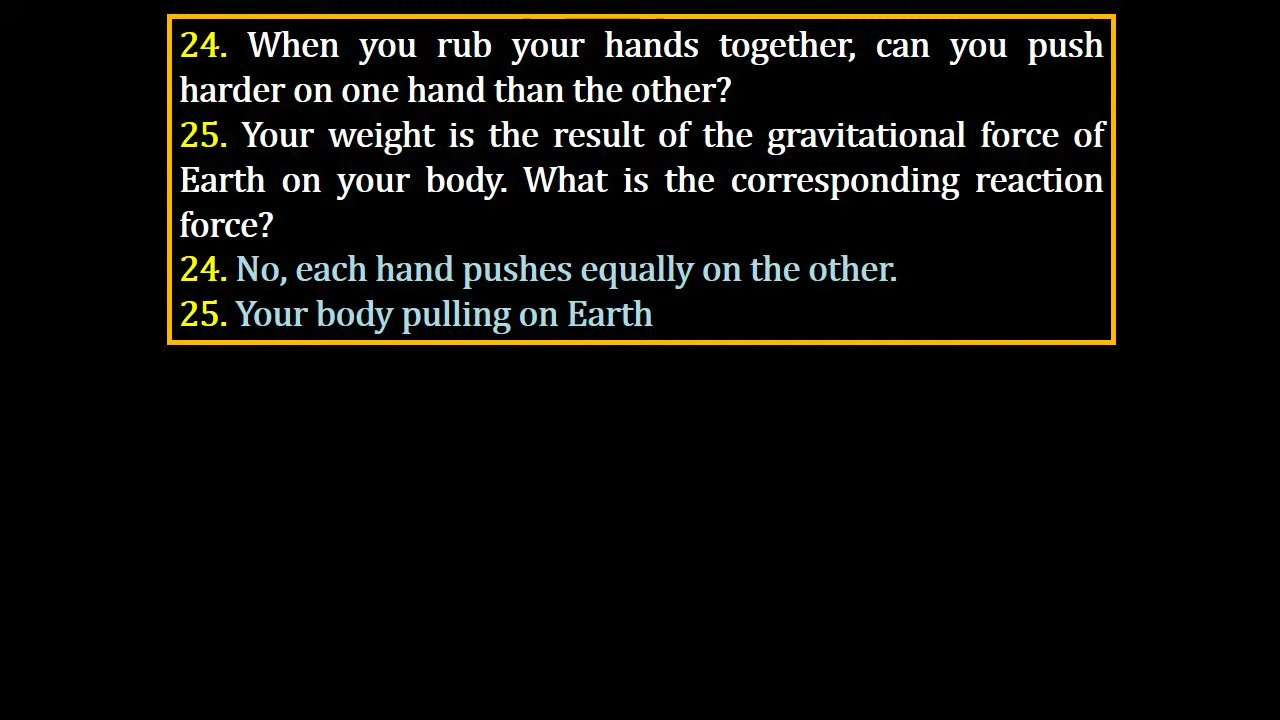 24. When you rub your hands together, can you push
harder on one hand than the other?
25. Your weight is the result of the gravitational force of
Earth on your body. What is the corresponding reaction
force?
24. No, each hand pushes equally on the other.
25. Your body pulling on Earth